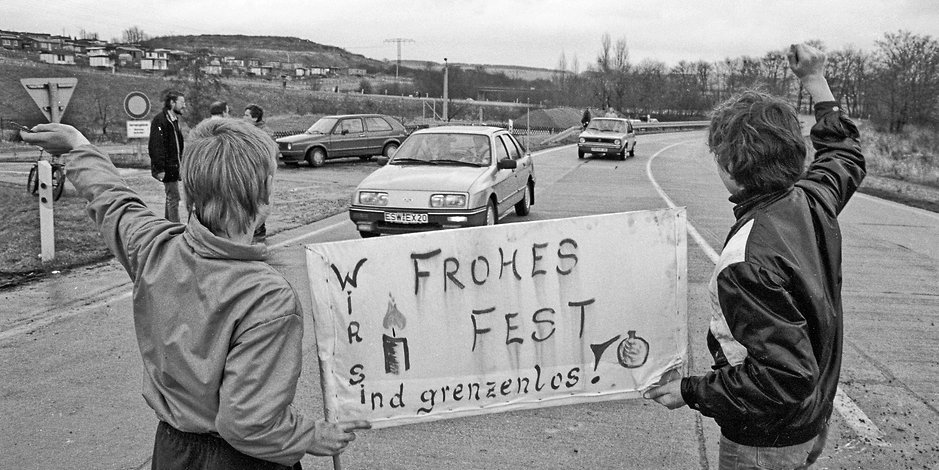 FROHES
FEST
WIR SInd grenzenlos!
ESW EX 20